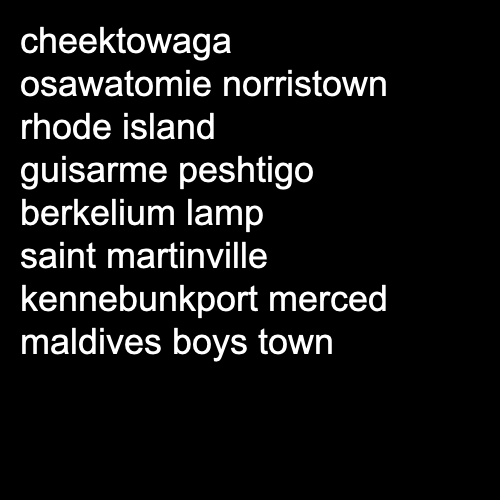 cheektowaga
osawatomie norristown
rhode island
guisarme peshtigo
berkelium lamp
saint martinville
kennebunkport merced
maldives boys town